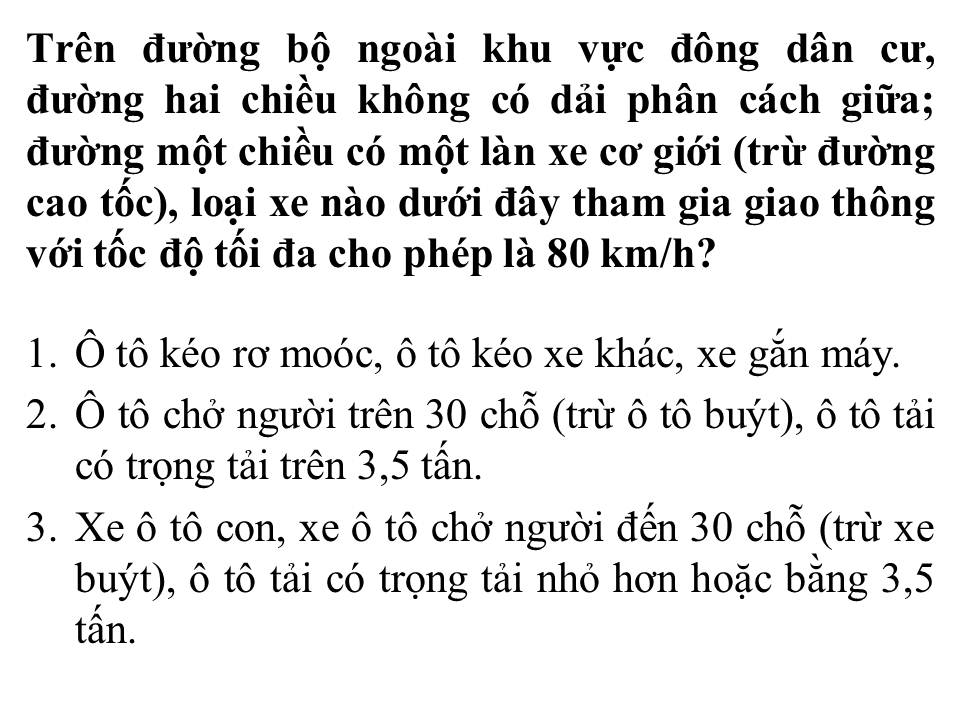 Trên đường bộ ngoài khu vực đông dân cư,
đường hai chiều không có dải phân cách giữa;
đường một chiều có một làn xe cơ giới (trừ đường
cao tốc), loại xe nào dưới đây tham gia giao thông
với tốc độ tối đa cho phép là 80 km/h?
1. Ô tô kéo rơ moóc, ô tô kéo xe khác, xe gắn máy.
2. Ô tô chở người trên 30 chỗ (trừ ô tô buýt), ô tô tải
có trọng tải trên 3,5 tấn.
3. Xe ô tô con, xe ô tô chở người đến 30 chỗ (trừ xe
buýt), ô tô tải có trọng tải nhỏ hơn hoặc bằng 3,5
tấn.